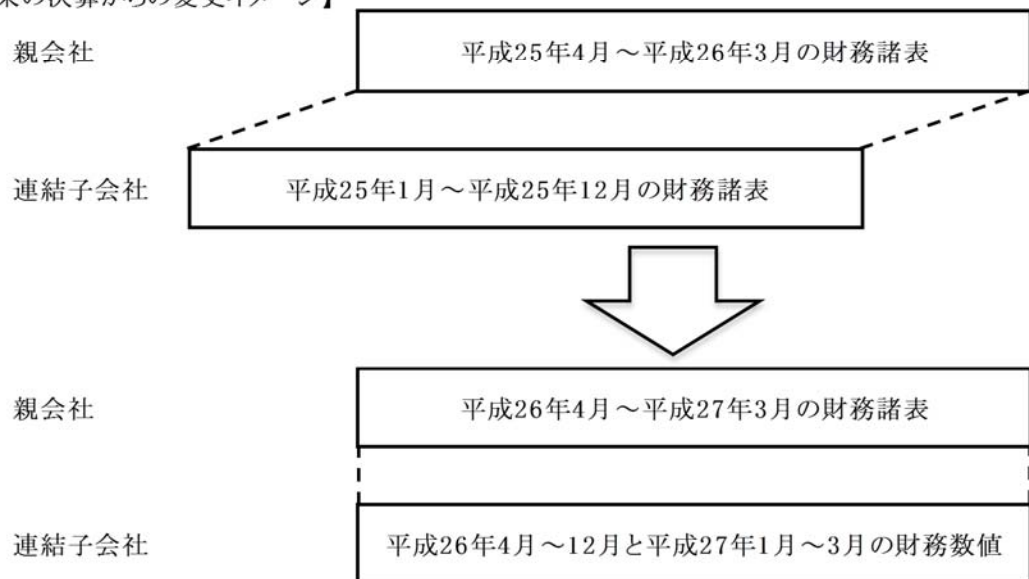 の決算からの変更イメージ】
親会社 平成25年4月～平成26年3月の財務諸表
連結子会社 平成25年1月～平成25年12月の財務諸表
親会社 平成26年4月～平成27年3月の財務諸表
連結子会社 平成26年4月～12月と平成27年1月～3月の財務数値